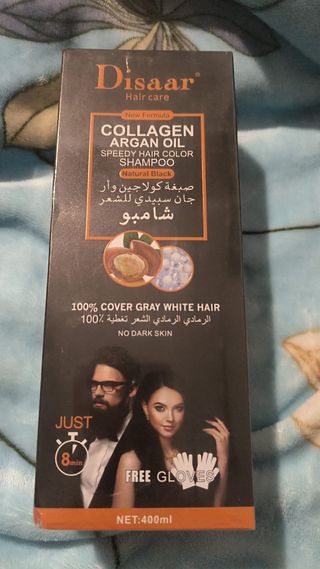 Disaar
Hair care
New Formula
COLLAGEN
ARGAN OIL
SPEEDY HAIR COLOR
SHAMPOO
Natural Black
صبغة كولاجين وأر
جان سبيدي للشعر
شامبو
100% COVER GRAY WHITE HAIR
الرمادي الرمادي الشعر تغطية 100٪
NO DARK SKIN
JUST
8min
FREE GLOVES
NET:400ml